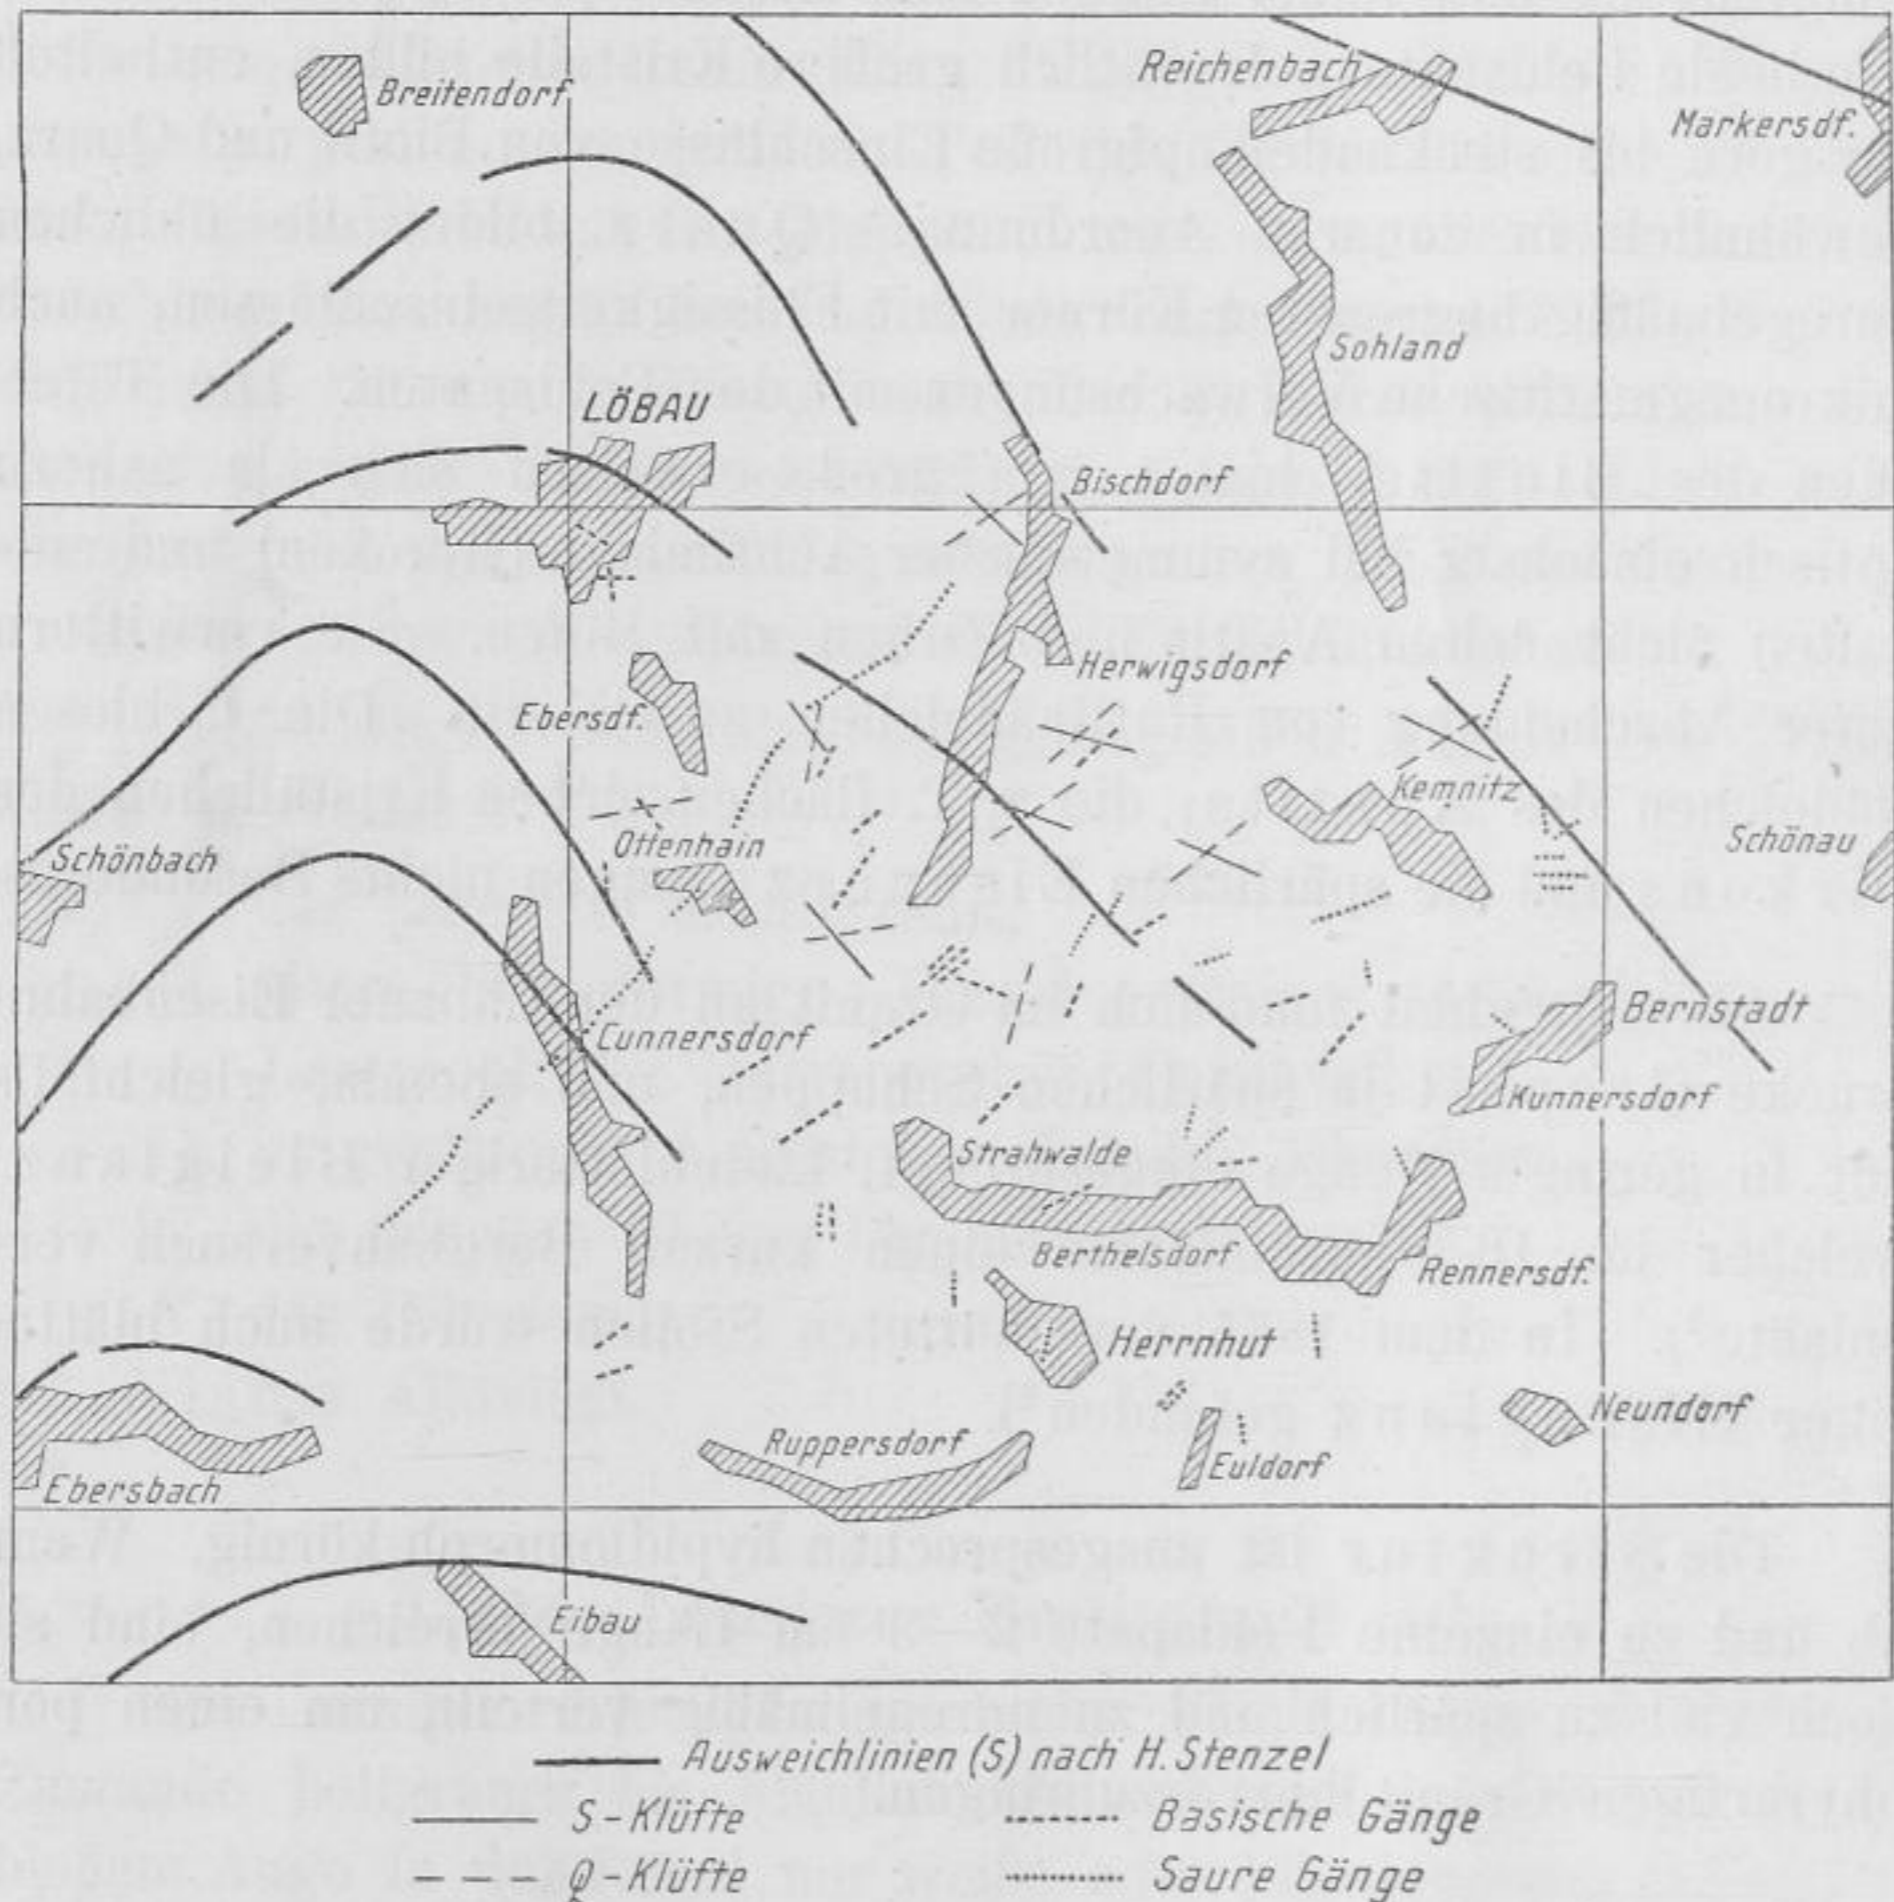 Breitendorf
Reichenbach
Markersdf.
Sohland
LÖBAU
Bischdorf
Herwigsdorf
Ebersdf.
Kemnitz
Ottenhain
Schönbach
Schönau
Bernstadt
Cunnersdorf
Kunnersdorf
Strahwalde
Berthelsdorf
Rennersdf.
Herrnhut
Neundorf
Ruppersdorf
Euldorf
Ebersbach
Eibau
Ausweichlinien (S) nach H. Stenzel
S-Klüfte
Basische Gänge
Q-Klüfte
Saure Gänge